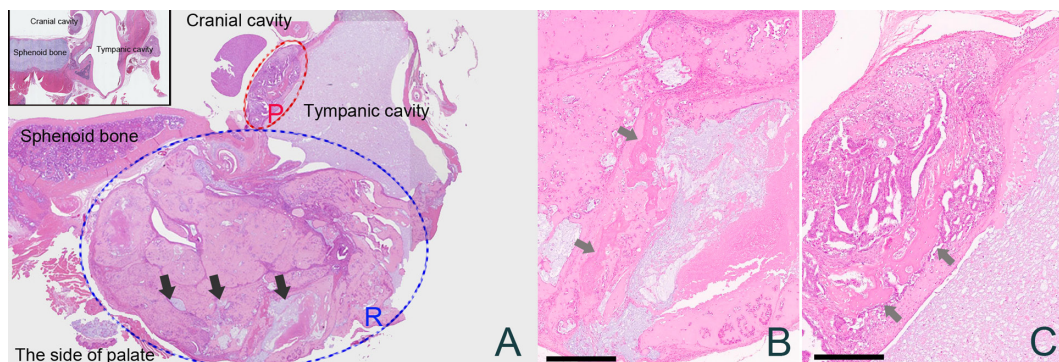 Cranial cavity
Sphenoid bone
Tympanic cavity
Cranial cavity
P
Tympanic cavity
Sphenoid bone
R
The side of palate
A
B
C